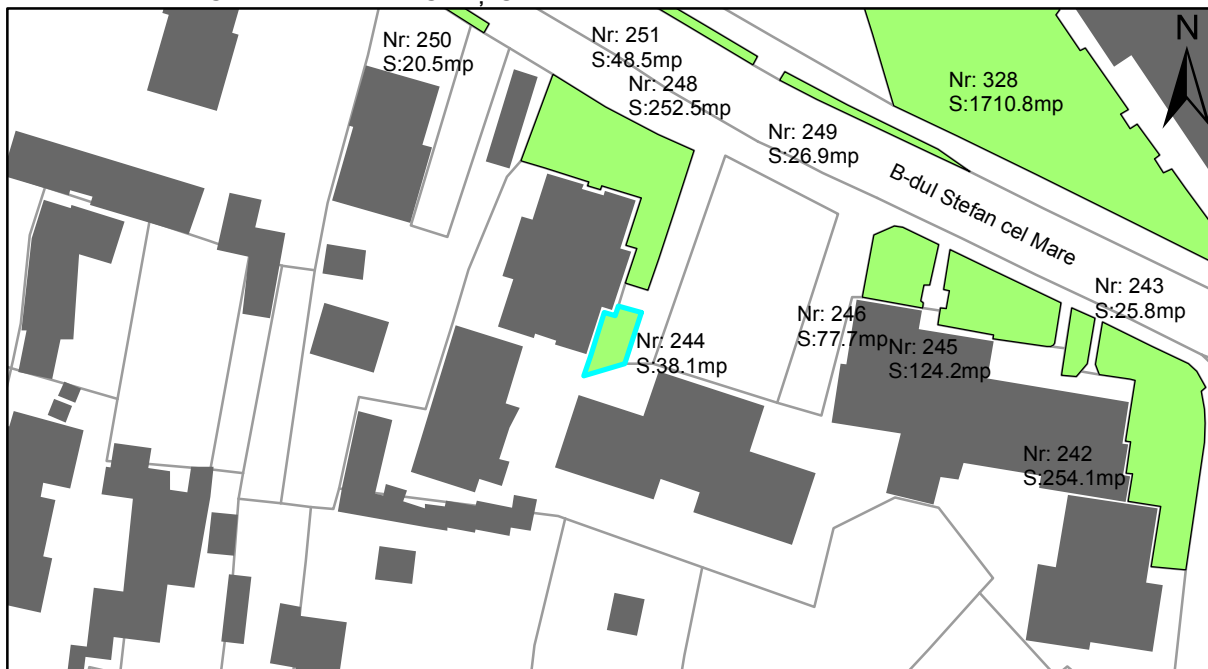 Nr: 250
S:20.5mp
Nr: 251
S:48.5mp
Nr: 248
S:252.5mp
Nr: 249
S:26.9mp
Nr: 328
S:1710.8mp
N
B-dul Stefan cel Mare
Nr: 243
S:25.8mp
Nr: 246
S:77.7mp
Nr: 245
S:124.2mp
Nr: 244
S:38.1mp
Nr: 242
S:254.1mp